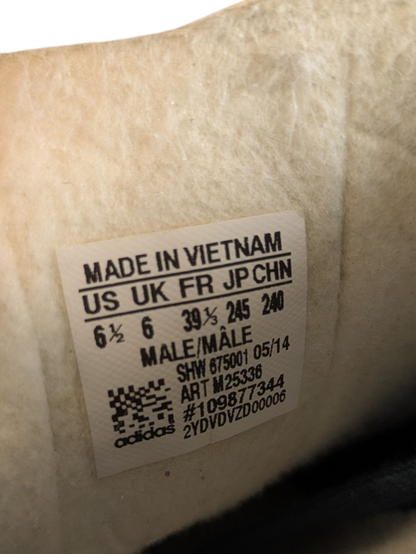 MADE IN VIETNAM
US UK FR JP CHN
6½ 6 39⅓ 245 240
MALE/MÂLE
SHW 675001 05/14
ART M25336
#109877344
2YDVDVZD00006
adidas